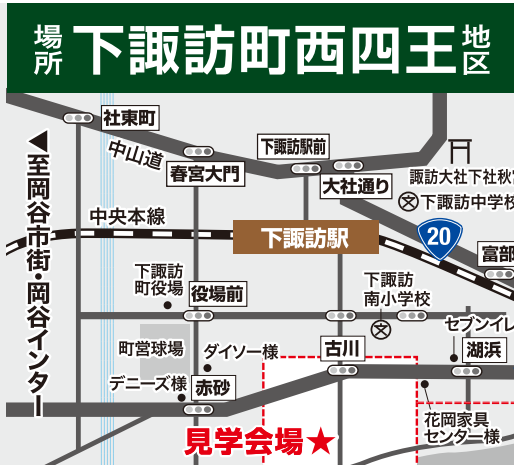 場所 下諏訪町西四王 地区
社東町
中山道
春宮大門
下諏訪駅前
大社通り
諏訪大社下社秋宮
文 下諏訪中学校
◀至岡谷市街・岡谷インター
中央本線
下諏訪駅
20
富部
下諏訪
町役場
役場前
下諏訪
南小学校
文
セブンイレ
町営球場
ダイソー様
古川
湖浜
デニーズ様
赤砂
花岡家具
センター様
見学会場★